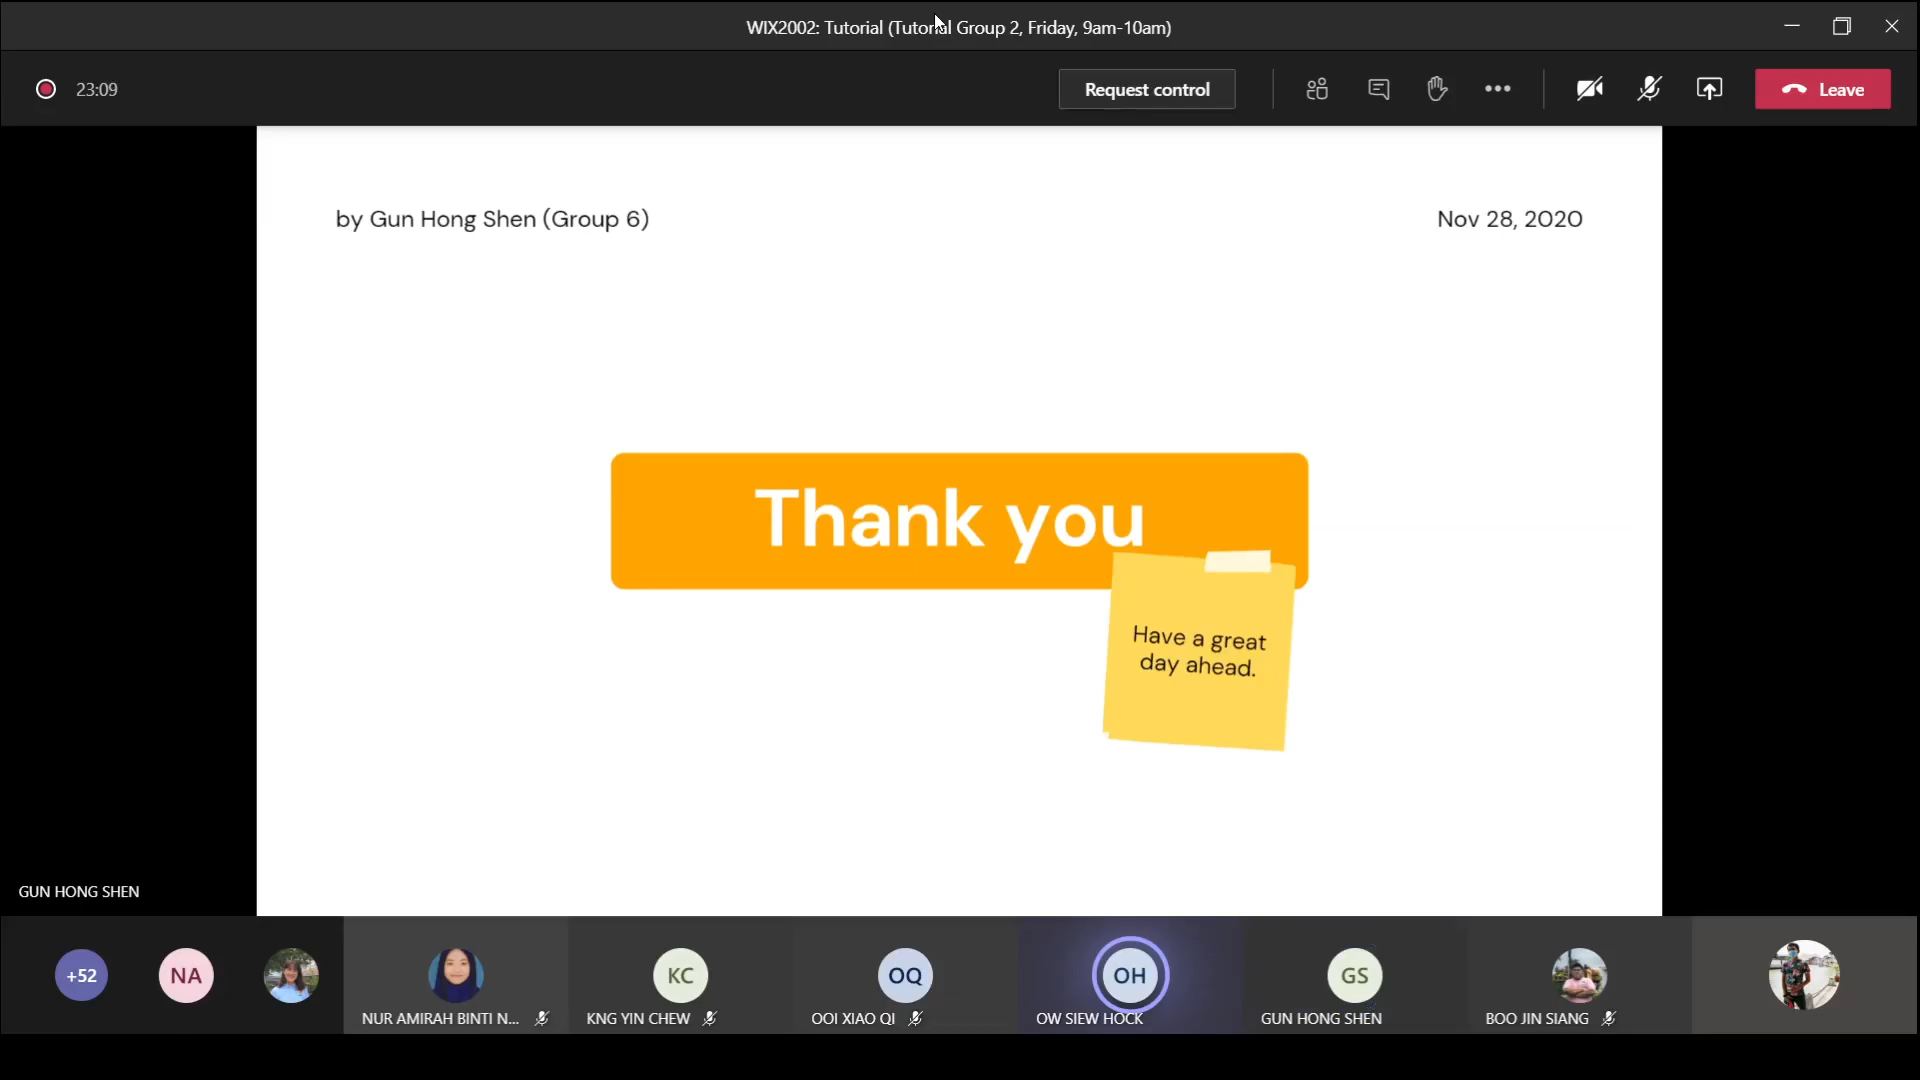 WIX2002: Tutorial (Tutorial Group 2, Friday, 9am-10am)
23:09
Request control
Leave
by Gun Hong Shen (Group 6)
Nov 28, 2020
Thank you
Have a great
day ahead.
GUN HONG SHEN
+52
NA
KC
OQ
OH
GS
NUR AMIRAH BINTI N...
KNG YIN CHEW
OOI XIAO QI
OW SIEW HOCK
GUN HONG SHEN
BOO JIN SIANG